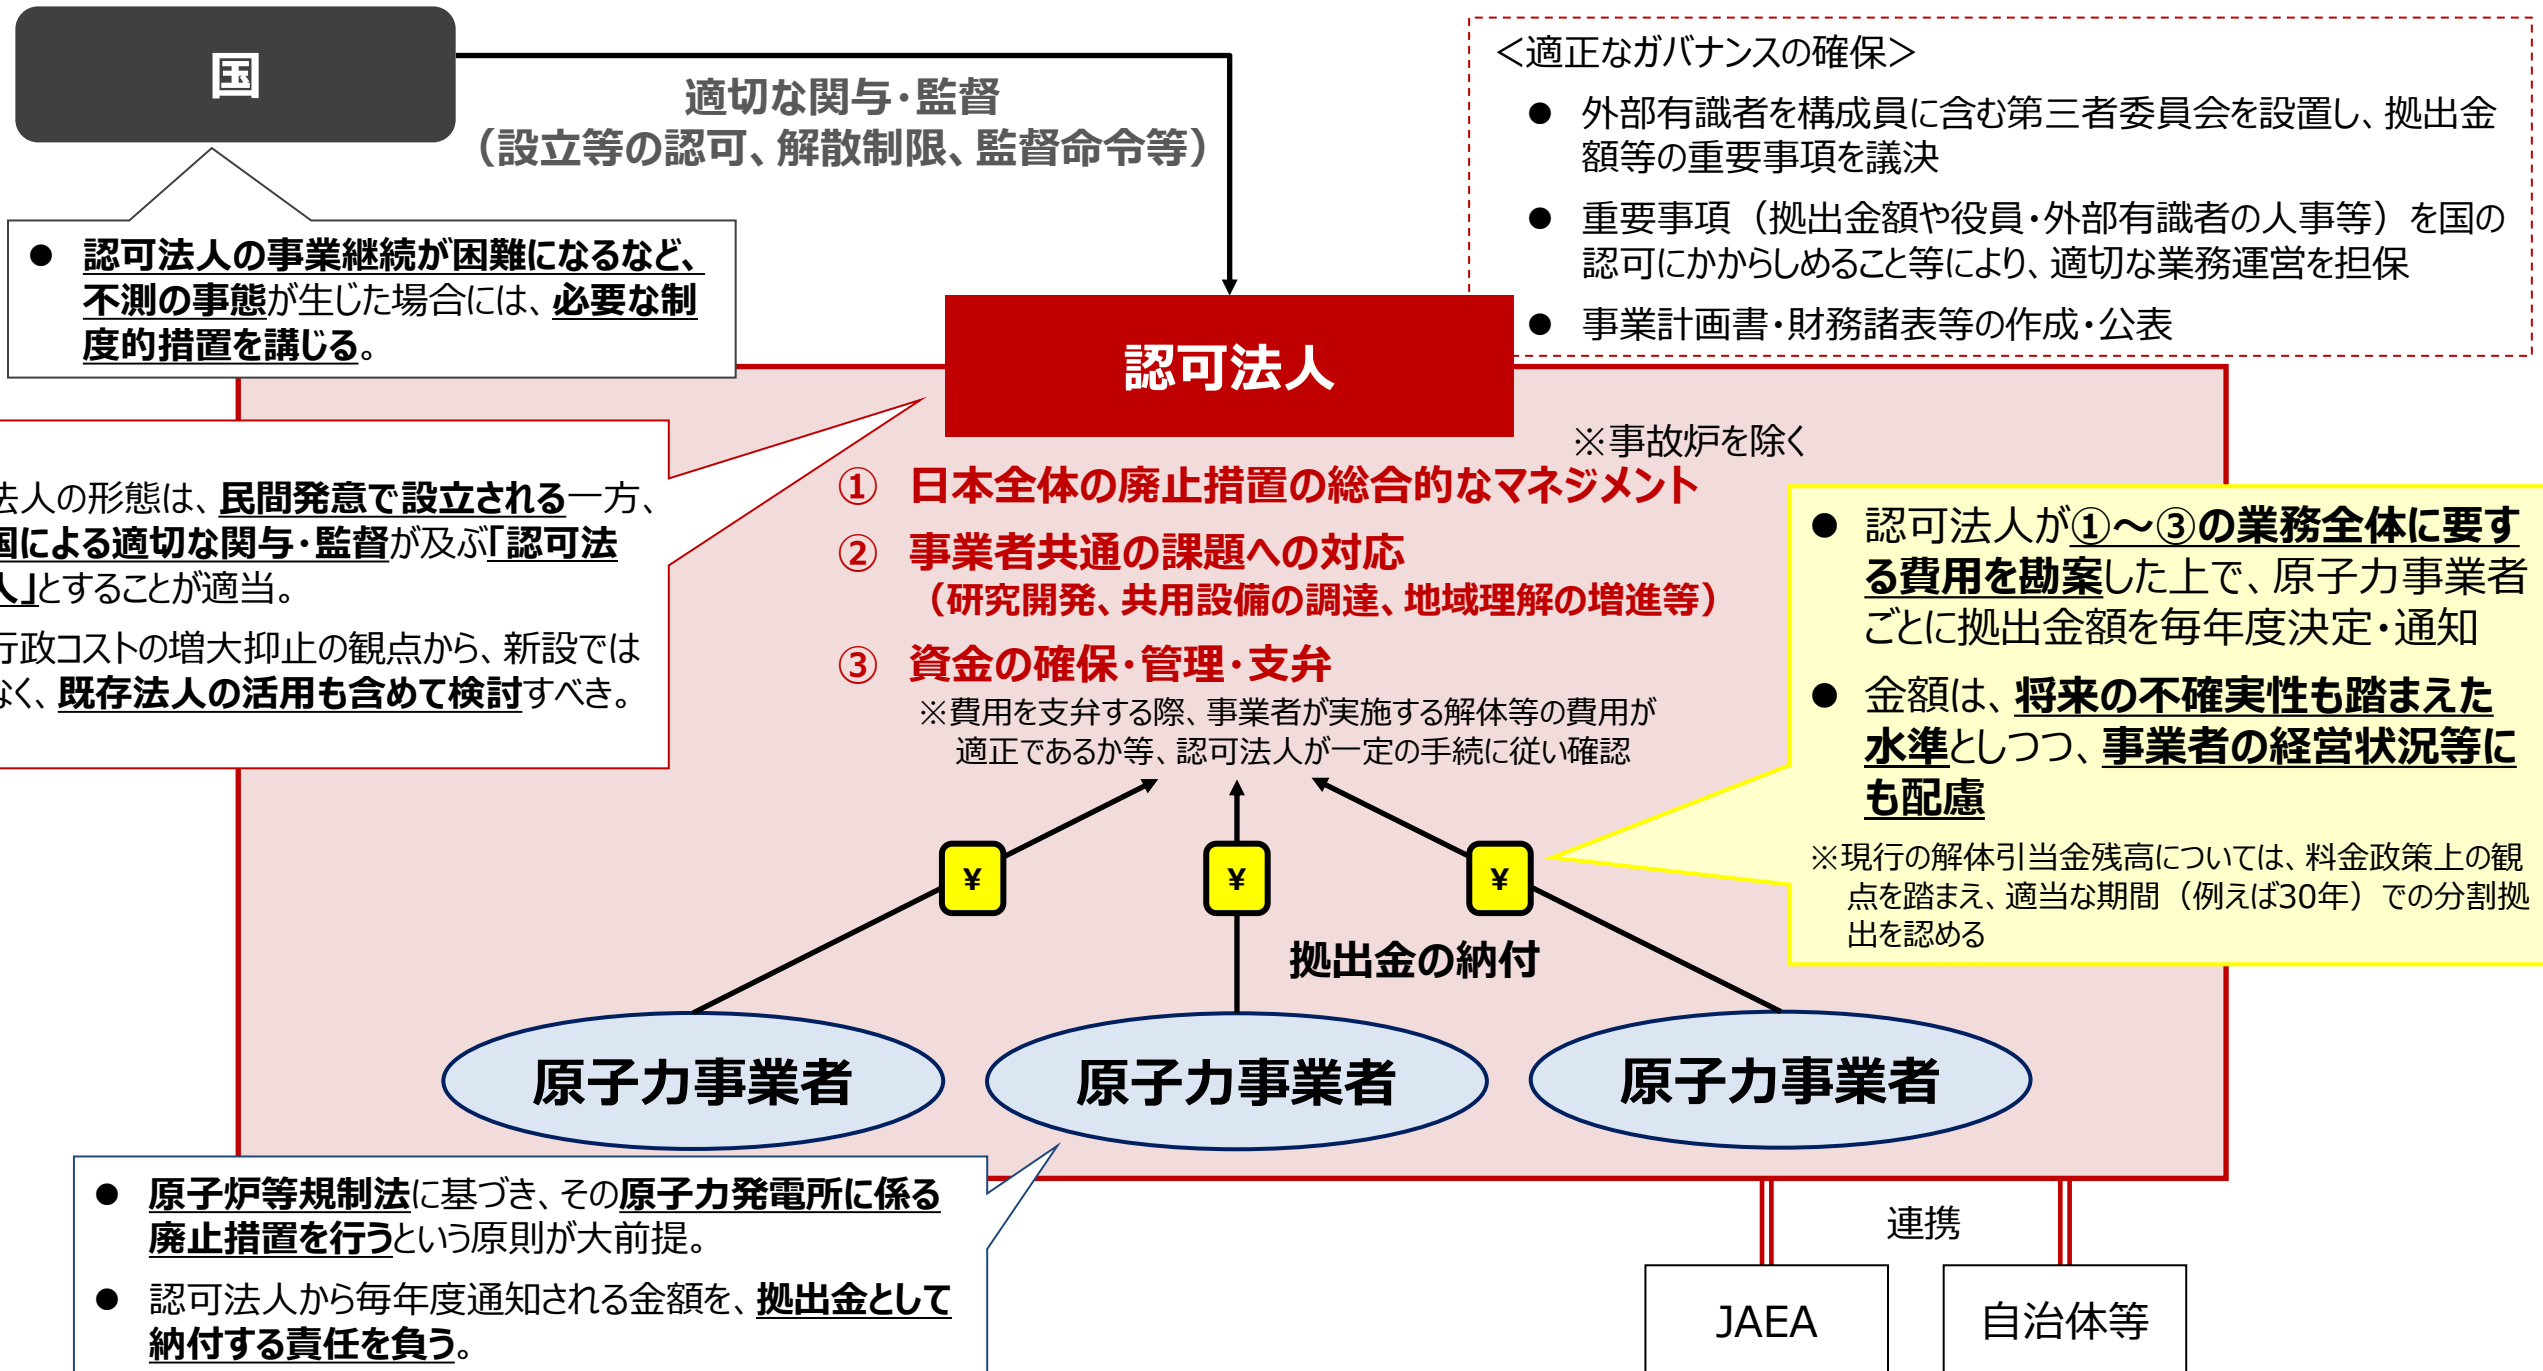 国
適切な関与・監督
（設立等の認可、解散制限、監督命令等）
＜適正なガバナンスの確保＞
● 外部有識者を構成員に含む第三者委員会を設置し、拠出金
額等の重要事項を議決
● 重要事項（拠出金額や役員・外部有識者の人事等）を国の
認可にかからしめること等により、適切な業務運営を担保
● 事業計画書・財務諸表等の作成・公表
● 認可法人の事業継続が困難になるなど、
不測の事態が生じた場合には、必要な制
度的措置を講じる。
認可法人
※事故炉を除く
法人の形態は、民間発意で設立される一方、
国による適切な関与・監督が及ぶ「認可法
人」とすることが適当。
行政コストの増大抑止の観点から、新設では
なく、既存法人の活用も含めて検討すべき。
① 日本全体の廃止措置の総合的なマネジメント
② 事業者共通の課題への対応
（研究開発、共用設備の調達、地域理解の増進等）
③ 資金の確保・管理・支弁
※費用を支弁する際、事業者が実施する解体等の費用が
適正であるか等、認可法人が一定の手続に従い確認
● 認可法人が①～③の業務全体に要す
る費用を勘案した上で、原子力事業者
ごとに拠出金額を毎年度決定・通知
● 金額は、将来の不確実性も踏まえた
水準としつつ、事業者の経営状況等に
も配慮
※現行の解体引当金残高については、料金政策上の観
点を踏まえ、適当な期間（例えば30年）での分割拠
出を認める
¥
¥
¥
拠出金の納付
原子力事業者
原子力事業者
原子力事業者
● 原子炉等規制法に基づき、その原子力発電所に係る
廃止措置を行うという原則が大前提。
● 認可法人から毎年度通知される金額を、拠出金として
納付する責任を負う。
連携
JAEA
自治体等